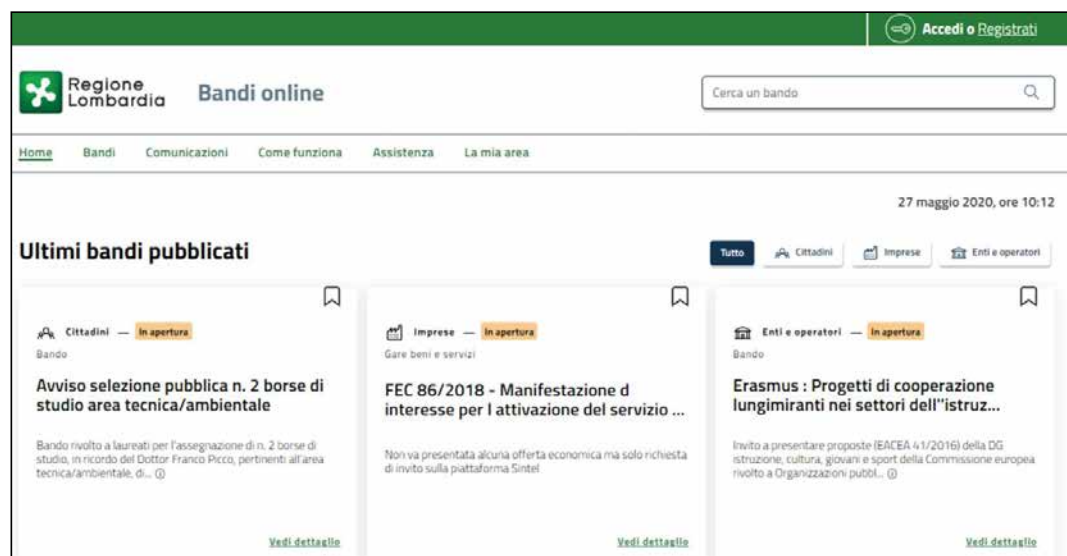 Accedi o Registrati
Regione
Lombardia
Bandi online
Cerca un bando
Home Bandi Comunicazioni Come funziona Assistenza La mia area
27 maggio 2020, ore 10:12
Ultimi bandi pubblicati
Tutto Cittadini Imprese Enti e operatori
Cittadini — In apertura
Bando
Avviso selezione pubblica n. 2 borse di
studio area tecnica/ambientale
Bando rivolto a laureati per l'assegnazione di n. 2 borse di
studio, in ricordo del Dottor Franco Picco, pertinenti all'area
tecnica/ambientale, di...
Vedi dettaglio
Imprese — In apertura
Gare beni e servizi
FEC 86/2018 - Manifestazione d
interesse per l attivazione del servizio ...
Non va presentata alcuna offerta economica ma solo richiesta
di invito sulla piattaforma Sintel
Vedi dettaglio
Enti e operatori — In apertura
Bando
Erasmus : Progetti di cooperazione
lungimiranti nei settori dell''istruz...
Invito a presentare proposte (EACEA 41/2016) della DG
istruzione, cultura, giovani e sport della Commissione europea
rivolto a Organizzazioni pubbl...
Vedi dettaglio